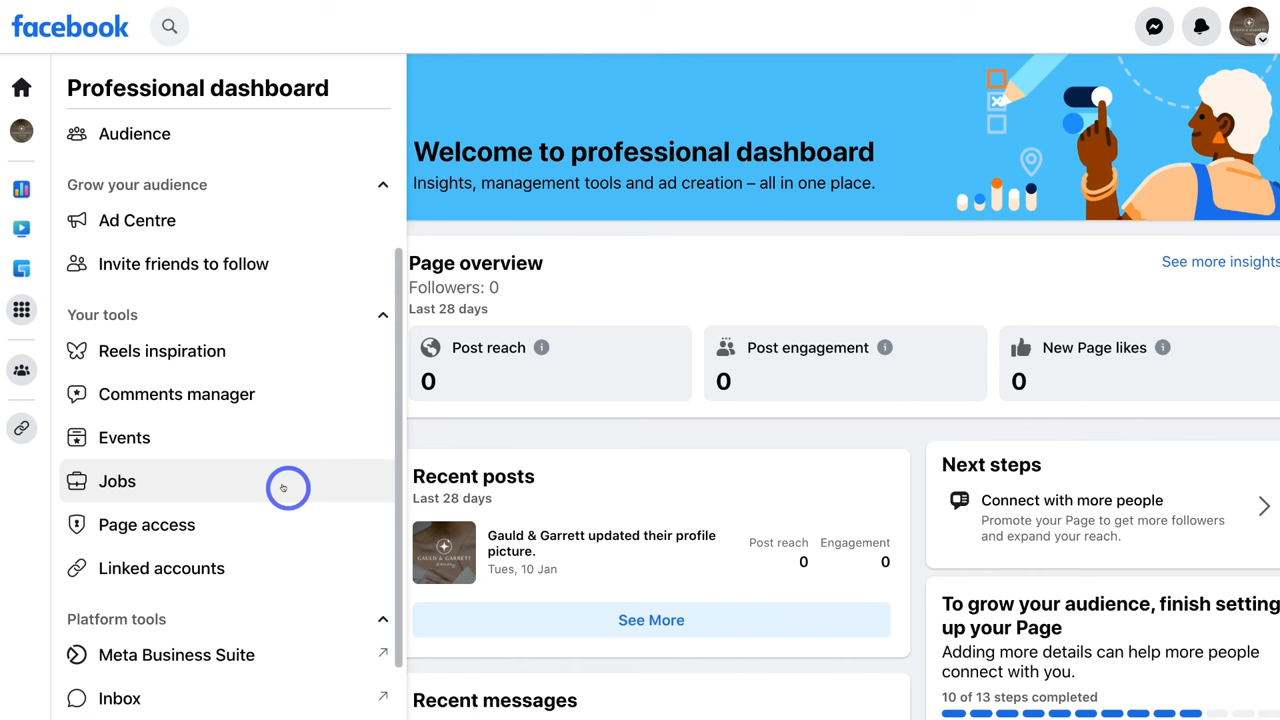 facebook
Professional dashboard
Audience
Grow your audience
Ad Centre
Invite friends to follow
Your tools
Reels inspiration
Comments manager
Events
Jobs
Page access
Linked accounts
Platform tools
Meta Business Suite
Inbox
Welcome to professional dashboard
Insights, management tools and ad creation – all in one place.
Page overview
See more insights
Followers: 0
Last 28 days
Post reach
0
Post engagement
0
New Page likes
0
Recent posts
Last 28 days
GAULD & GARRETT
Gauld & Garrett updated their profile
picture.
Tues, 10 Jan
Post reach
0
Engagement
0
See More
Recent messages
Next steps
Connect with more people
Promote your Page to get more followers
and expand your reach.
To grow your audience, finish setting
up your Page
Adding more details can help more people
connect with you.
10 of 13 steps completed